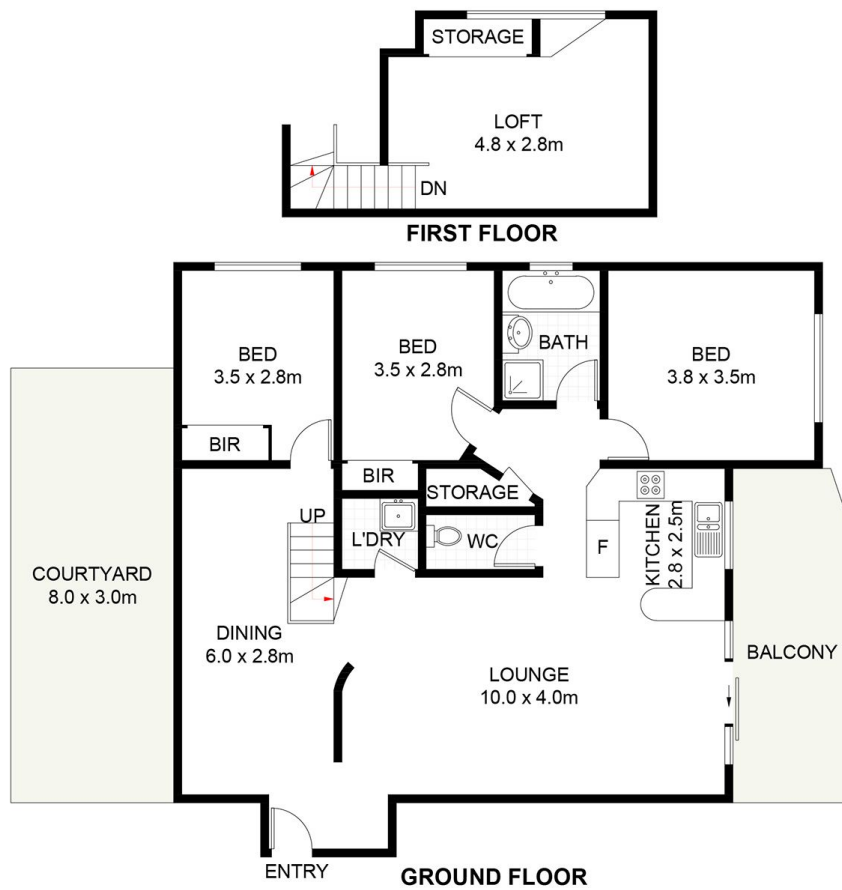 STORAGE
LOFT
4.8 x 2.8m
DN
FIRST FLOOR
BED
3.5 x 2.8m
BIR
BED
3.5 x 2.8m
BIR
BATH
BED
3.8 x 3.5m
STORAGE
UP
L'DRY
WC
F
KITCHEN
2.8 x 2.5m
COURTYARD
8.0 x 3.0m
DINING
6.0 x 2.8m
LOUNGE
10.0 x 4.0m
BALCONY
ENTRY
GROUND FLOOR